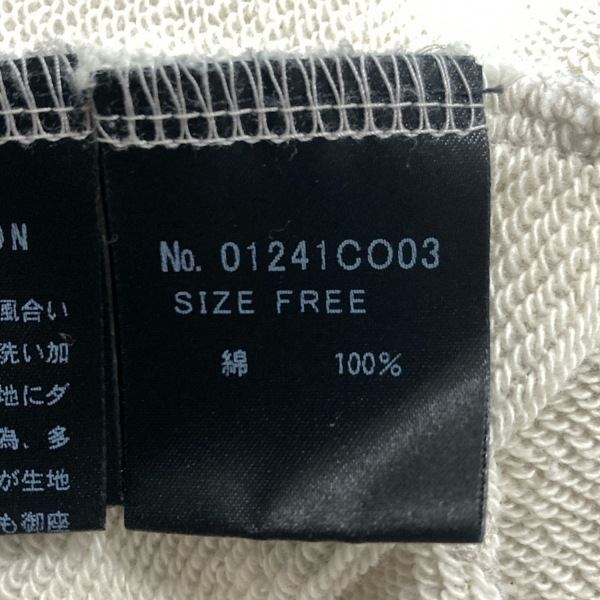 ON
風合い
洗い加
地にダ
為、多
が生地
も御座
No. 01241CO03
SIZE FREE
綿 100%